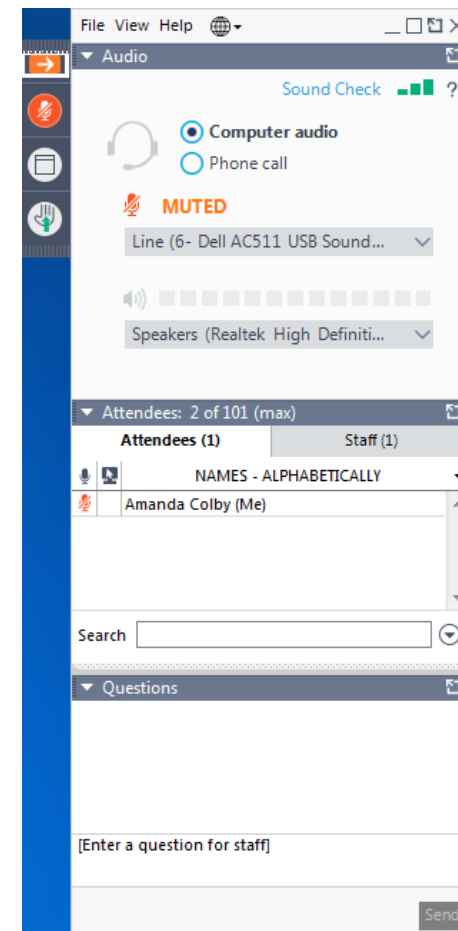 File View Help
Audio
Sound Check ?
Computer audio
Phone call
MUTED
Line (6- Dell AC511 USB Sound...
Speakers (Realtek High Definiti...
Attendees: 2 of 101 (max)
Attendees (1) Staff (1)
NAMES - ALPHABETICALLY
Amanda Colby (Me)
Search
Questions
[Enter a question for staff]
Send